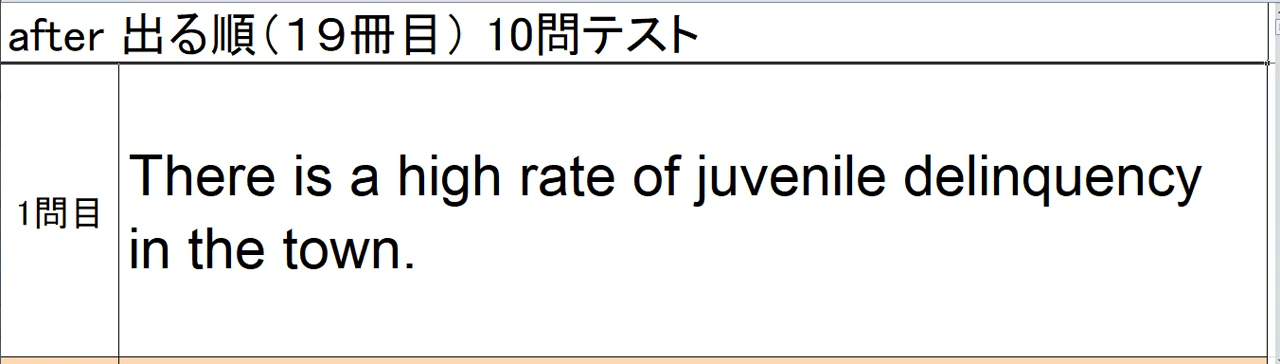 after 出る順（１９冊目） 10問テスト
1問目
There is a high rate of juvenile delinquency
in the town.